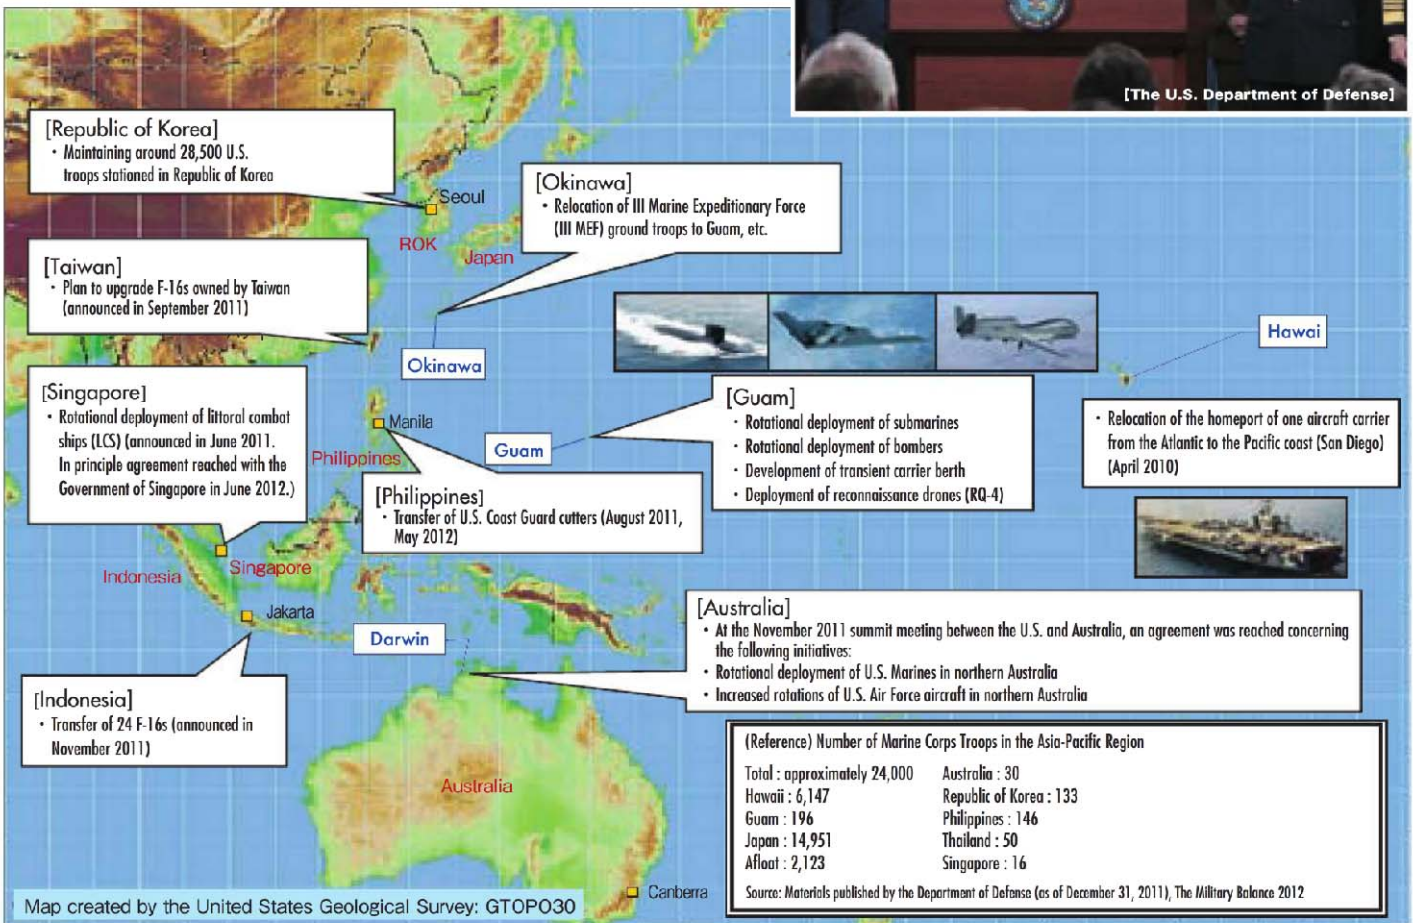 [The U.S. Department of Defense]
[Republic of Korea]
・ Maintaining around 28,500 U.S.
troops stationed in Republic of Korea
Seoul
ROK
Japan
[Okinawa]
・ Relocation of III Marine Expeditionary Force
(III MEF) ground troops to Guam, etc.
[Taiwan]
・ Plan to upgrade F-16s owned by Taiwan
(announced in September 2011)
Okinawa
Hawai
[Singapore]
・ Rotational deployment of littoral combat
ships (LCS) (announced in June 2011.
In principle agreement reached with the
Government of Singapore in June 2012.)
Manila
Philippines
Guam
[Guam]
・ Rotational deployment of submarines
・ Rotational deployment of bombers
・ Development of transient carrier berth
・ Deployment of reconnaissance drones (RQ-4)
・ Relocation of the homeport of one aircraft carrier
from the Atlantic to the Pacific coast (San Diego)
(April 2010)
[Philippines]
・ Transfer of U.S. Coast Guard cutters (August 2011,
May 2012)
Indonesia
Singapore
Jakarta
Darwin
[Australia]
・ At the November 2011 summit meeting between the U.S. and Australia, an agreement was reached concerning
the following initiatives:
・ Rotational deployment of U.S. Marines in northern Australia
・ Increased rotations of U.S. Air Force aircraft in northern Australia
[Indonesia]
・ Transfer of 24 F-16s (announced in
November 2011)
Australia
Canberra
(Reference) Number of Marine Corps Troops in the Asia-Pacific Region
Total : approximately 24,000 Australia : 30
Hawaii : 6,147 Republic of Korea : 133
Guam : 196 Philippines : 146
Japan : 14,951 Thailand : 50
Afloat : 2,123 Singapore : 16
Source: Materials published by the Department of Defense (as of December 31, 2011), The Military Balance 2012
Map created by the United States Geological Survey: GTOPO30